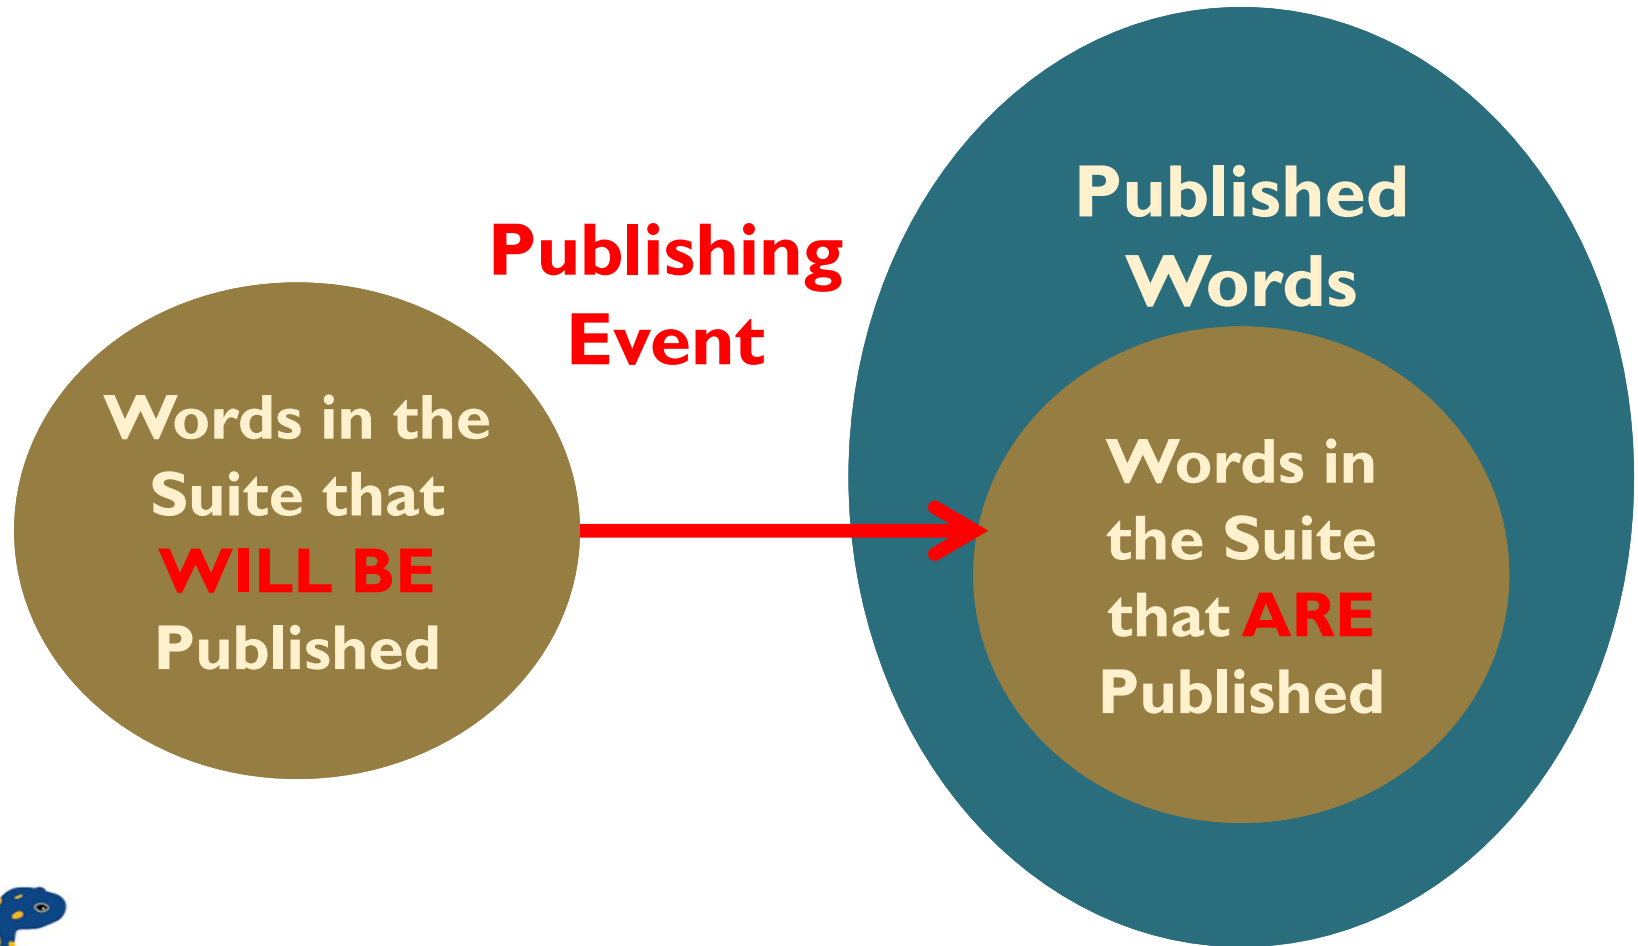 Publishing
Event
Words in the
Suite that
WILL BE
Published
Published
Words
Words in
the Suite
that ARE
Published